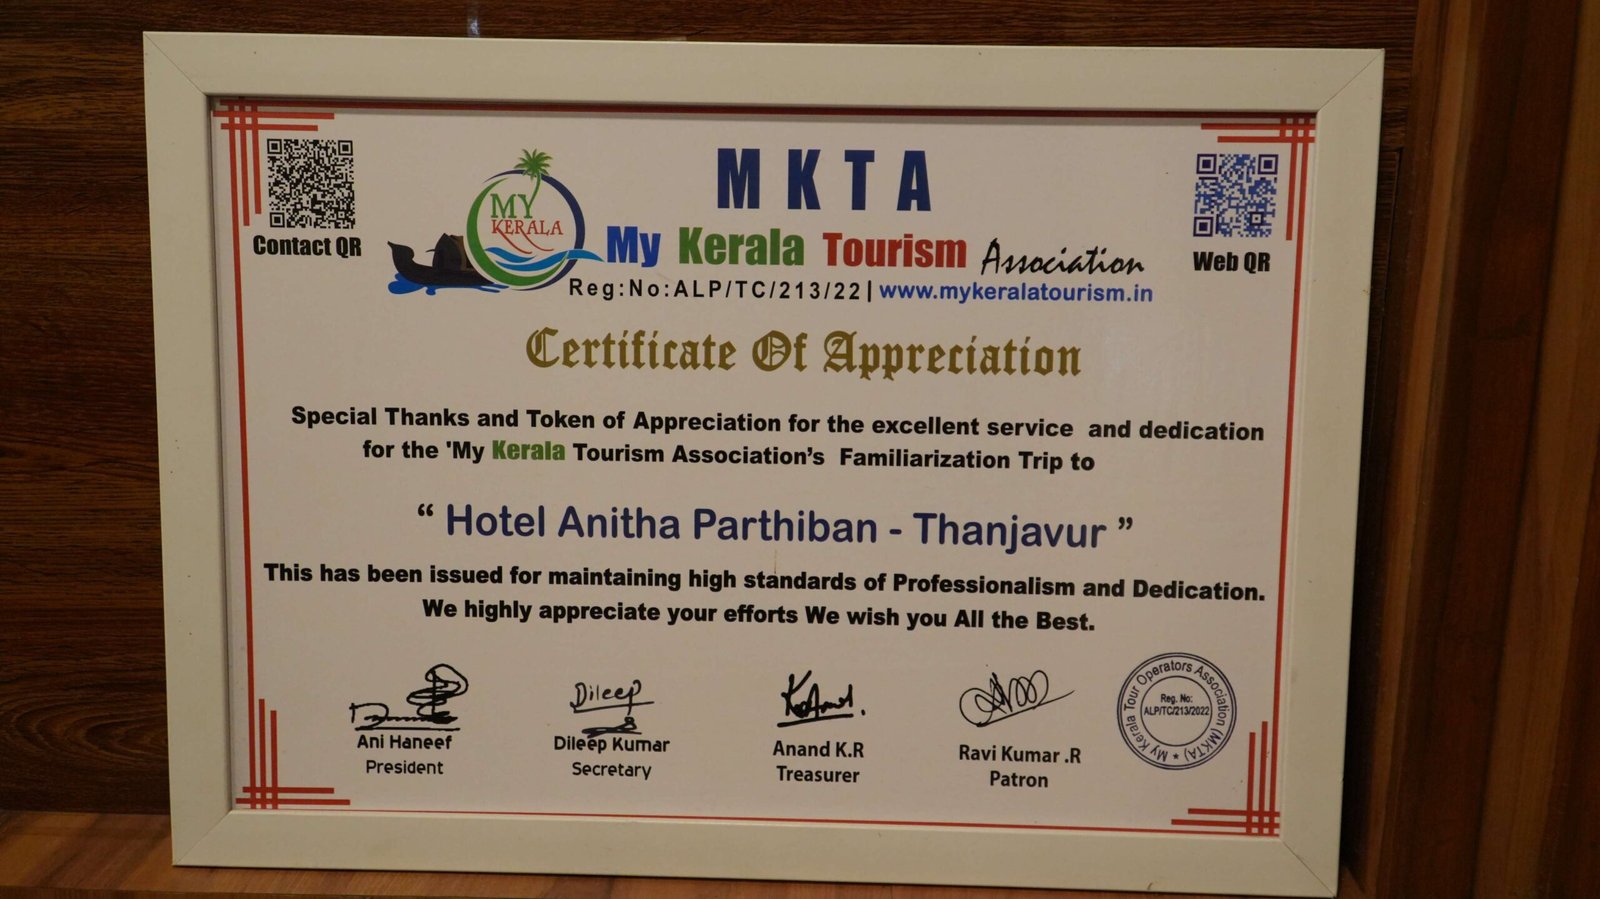 MKTA
MY
KERALA
My Kerala Tourism Association
Contact QR
Web QR
Reg:No:ALP/TC/213/22 | www.mykeralatourism.in
Certificate Of Appreciation
Special Thanks and Token of Appreciation for the excellent service and dedication
for the 'My Kerala Tourism Association’s Familiarization Trip to
“ Hotel Anitha Parthiban - Thanjavur ”
This has been issued for maintaining high standards of Professionalism and Dedication.
We highly appreciate your efforts We wish you All the Best.
Dileep
Ani Haneef
President
Dileep Kumar
Secretary
Anand K.R
Treasurer
Ravi Kumar .R
Patron
My Kerala Tour Operators Association (MKTA) ★
Reg. No:
ALP/TC/213/2022